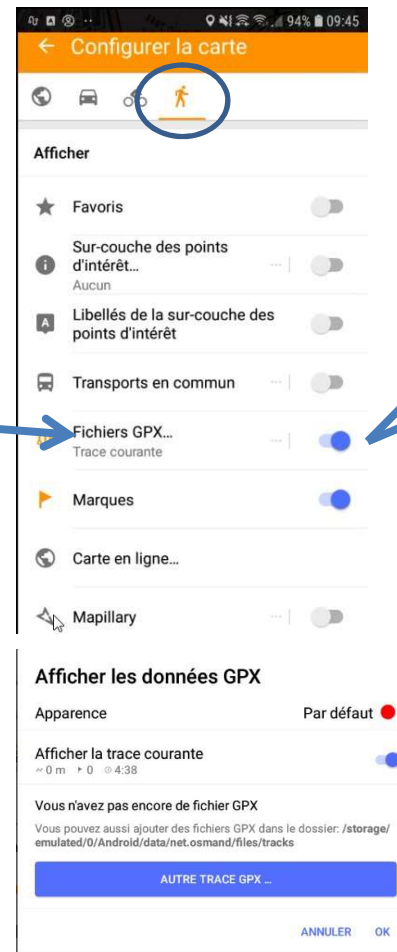 94% 09:45
Configurer la carte
Afficher
Favoris
Sur-couche des points
d'intérêt...
Aucun
Libellés de la sur-couche des
points d'intérêt
Transports en commun
Fichiers GPX...
Trace courante
Marques
Carte en ligne...
Mapillary
Afficher les données GPX
Apparence Par défaut
Afficher la trace courante
~ 0 m 0 4:38
Vous n'avez pas encore de fichier GPX
Vous pouvez aussi ajouter des fichiers GPX dans le dossier: /storage/
emulated/0/Android/data/net.osmand/files/tracks
AUTRE TRACE GPX ...
ANNULER OK